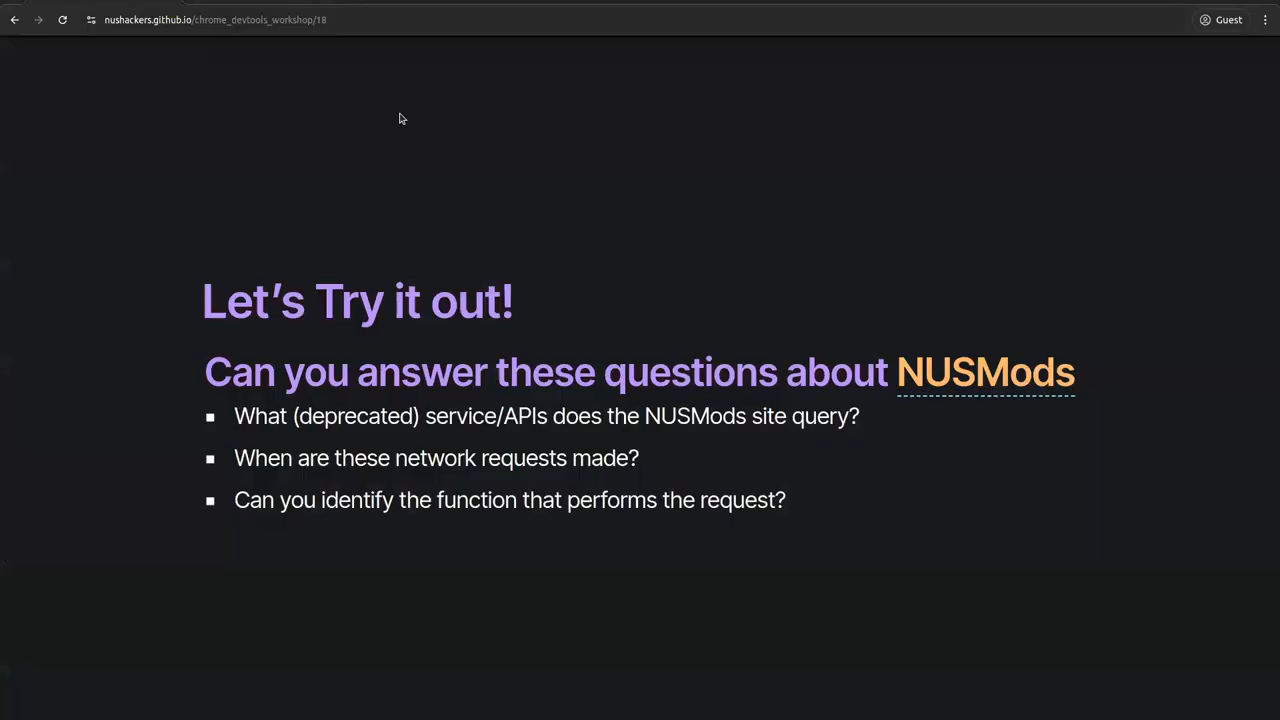 nushackers.github.io/chrome_devtools_workshop/18
Guest
Let’s Try it out!
Can you answer these questions about NUSMods
What (deprecated) service/APIs does the NUSMods site query?
When are these network requests made?
Can you identify the function that performs the request?